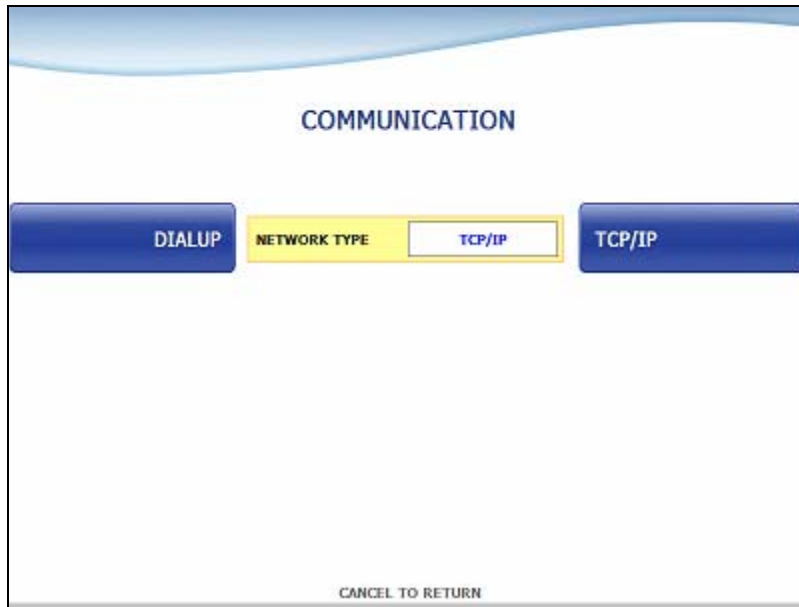 COMMUNICATION
DIALUP
NETWORK TYPE
TCP/IP
TCP/IP
CANCEL TO RETURN